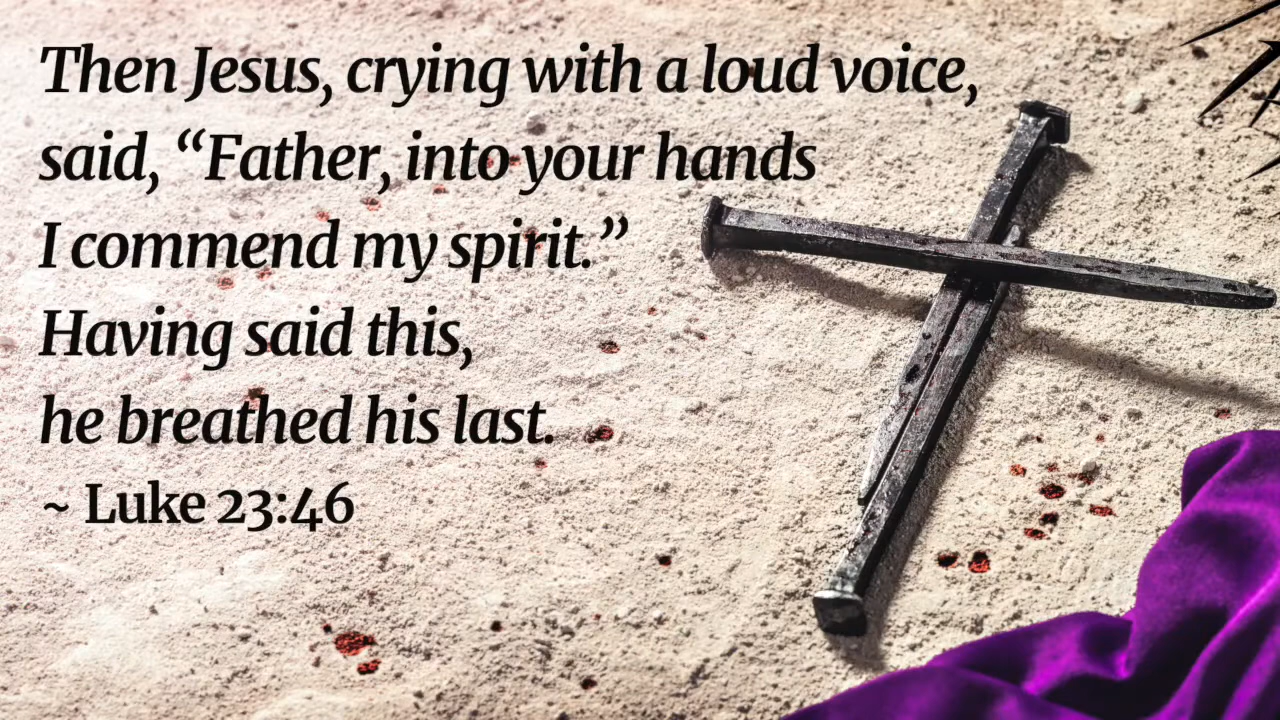 Then Jesus, crying with a loud voice,
said, “Father, into your hands
I commend my spirit.”
Having said this,
he breathed his last.
~ Luke 23:46